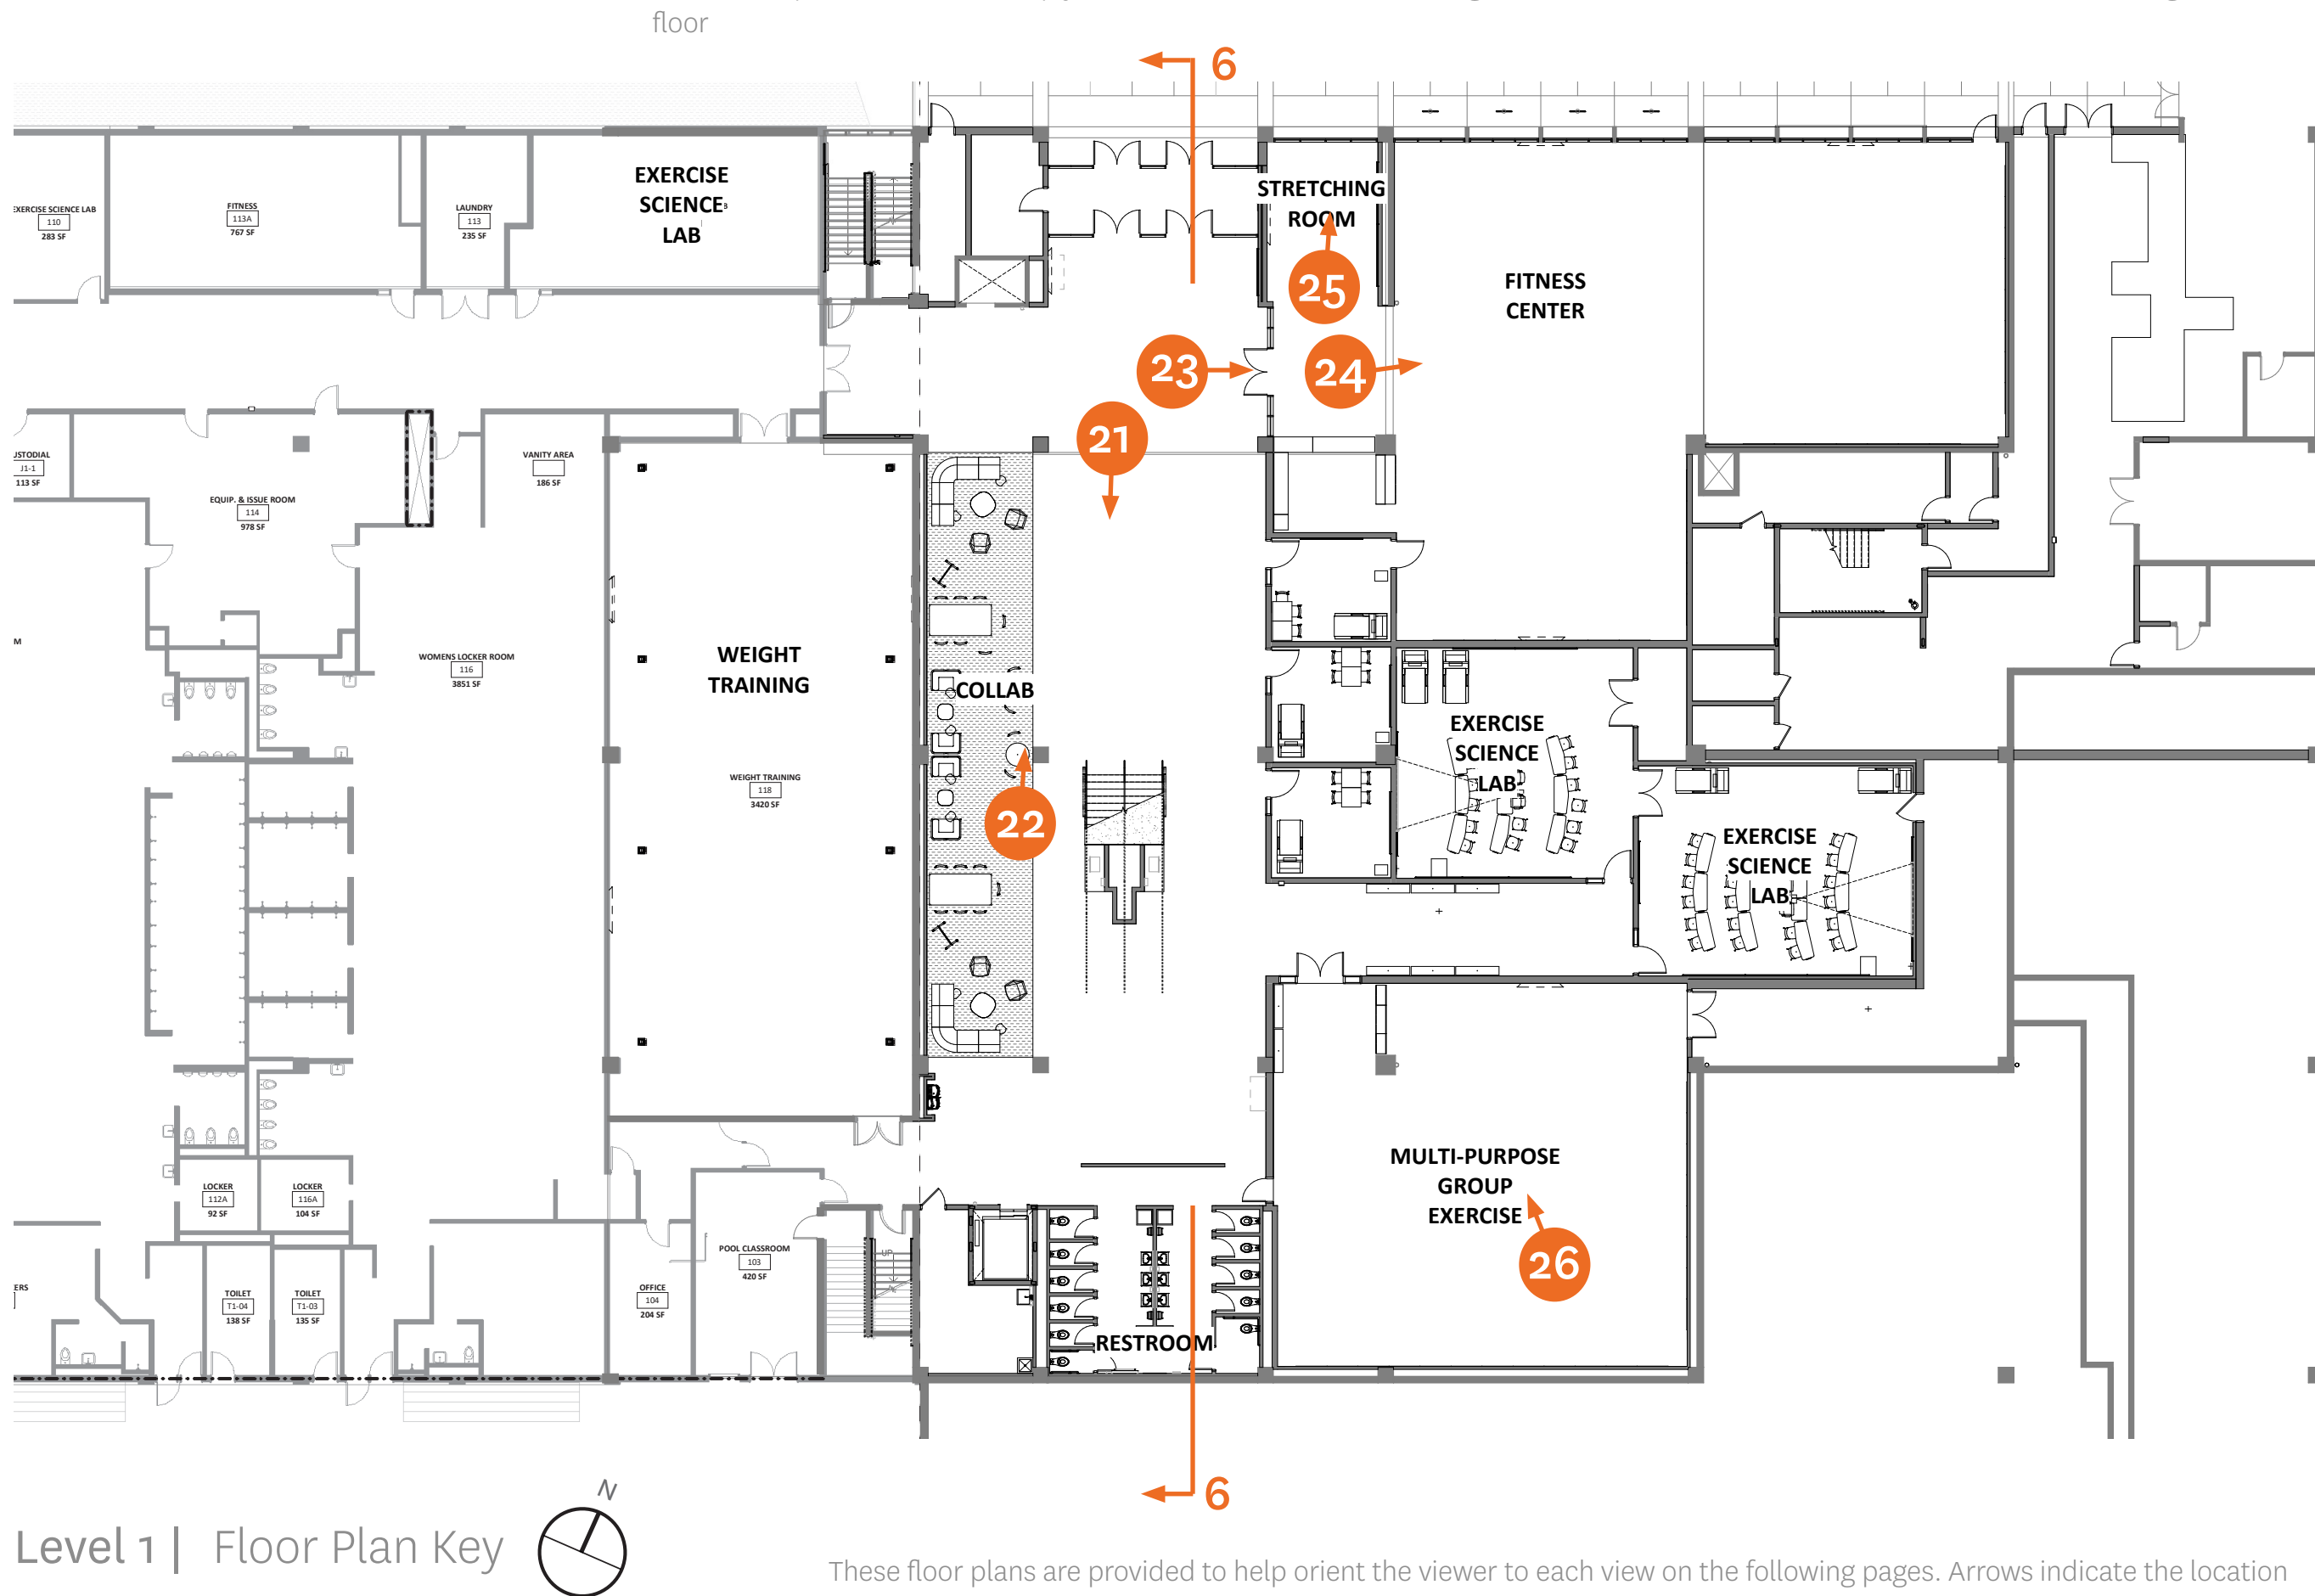 floor
6
EXERCISE SCIENCE LAB
110
283 SF
FITNESS
113A
767 SF
LAUNDRY
113
235 SF
EXERCISE
SCIENCE
LAB
STRETCHING
ROOM
25
FITNESS
CENTER
23
24
21
J1-1
113 SF
EQUIP. & ISSUE ROOM
114
978 SF
VANITY AREA
186 SF
M
WOMENS LOCKER ROOM
116
3851 SF
WEIGHT
TRAINING
WEIGHT TRAINING
118
3420 SF
COLLAB
22
EXERCISE
SCIENCE
LAB
EXERCISE
SCIENCE
LAB
MULTI-PURPOSE
GROUP
EXERCISE
26
LOCKER
112A
92 SF
LOCKER
116A
104 SF
POOL CLASSROOM
103
420 SF
UP
OFFICE
104
204 SF
ERS
TOILET
T1-04
138 SF
TOILET
T1-03
135 SF
RESTROOM
6
N
Level 1 | Floor Plan Key
These floor plans are provided to help orient the viewer to each view on the following pages. Arrows indicate the location